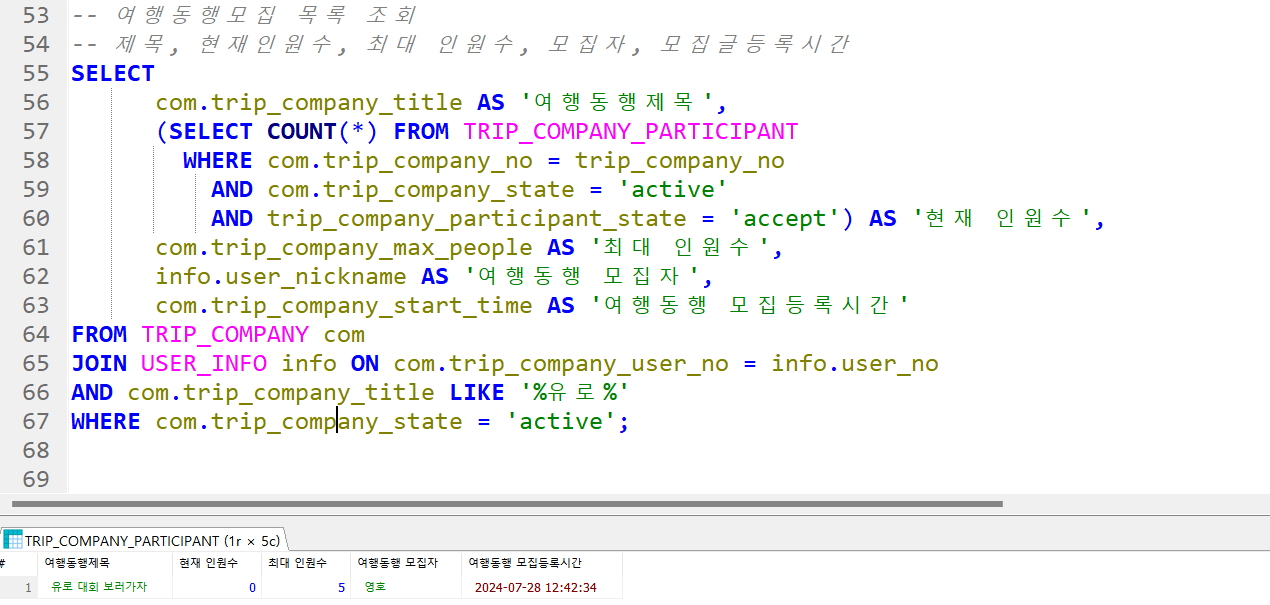 53 -- 여행동행모집 목록 조회
54 -- 제목, 현재인원수, 최대 인원수, 모집자, 모집글등록시간
55 SELECT
56 com.trip_company_title AS '여행동행제목',
57 (SELECT COUNT(*) FROM TRIP_COMPANY_PARTICIPANT
58 WHERE com.trip_company_no = trip_company_no
59 AND com.trip_company_state = 'active'
60 AND trip_company_participant_state = 'accept') AS '현재 인원수',
61 com.trip_company_max_people AS '최대 인원수',
62 info.user_nickname AS '여행동행 모집자',
63 com.trip_company_start_time AS '여행동행 모집등록시간'
64 FROM TRIP_COMPANY com
65 JOIN USER_INFO info ON com.trip_company_user_no = info.user_no
66 AND com.trip_company_title LIKE '%유로%'
67 WHERE com.trip_company_state = 'active';
68
69
TRIP_COMPANY_PARTICIPANT (1r × 5c)
# 여행동행제목 현재 인원수 최대 인원수 여행동행 모집자 여행동행 모집등록시간
1 유로 대회 보러가자 0 5 영호 2024-07-28 12:42:34